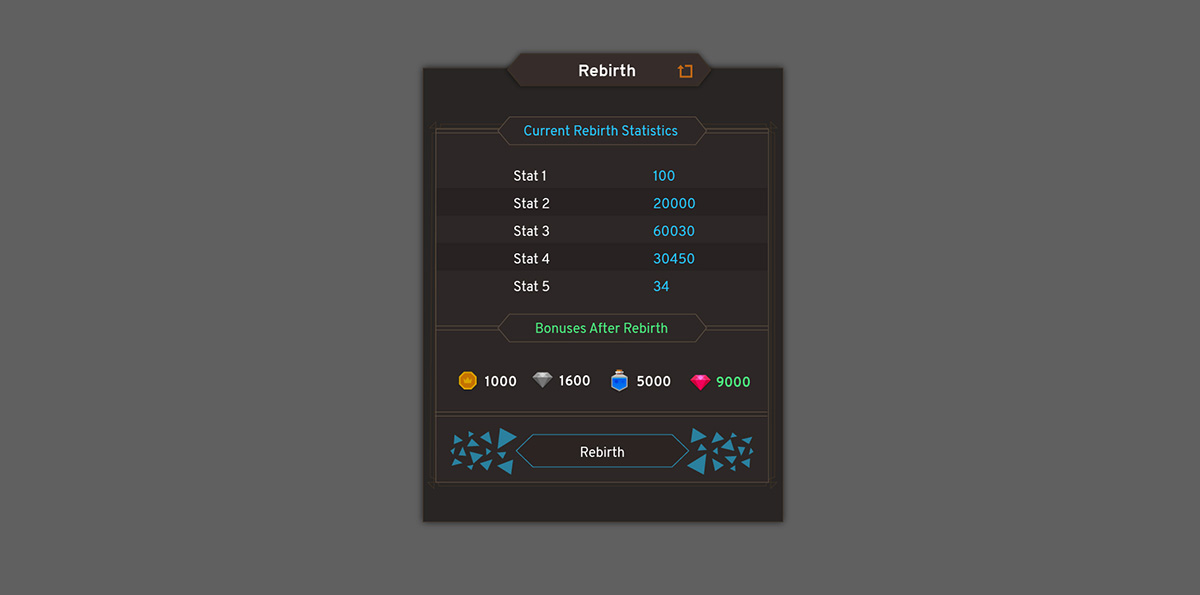 Rebirth
Current Rebirth Statistics
Stat 1 100
Stat 2 20000
Stat 3 60030
Stat 4 30450
Stat 5 34
Bonuses After Rebirth
1000 1600 5000 9000
Rebirth